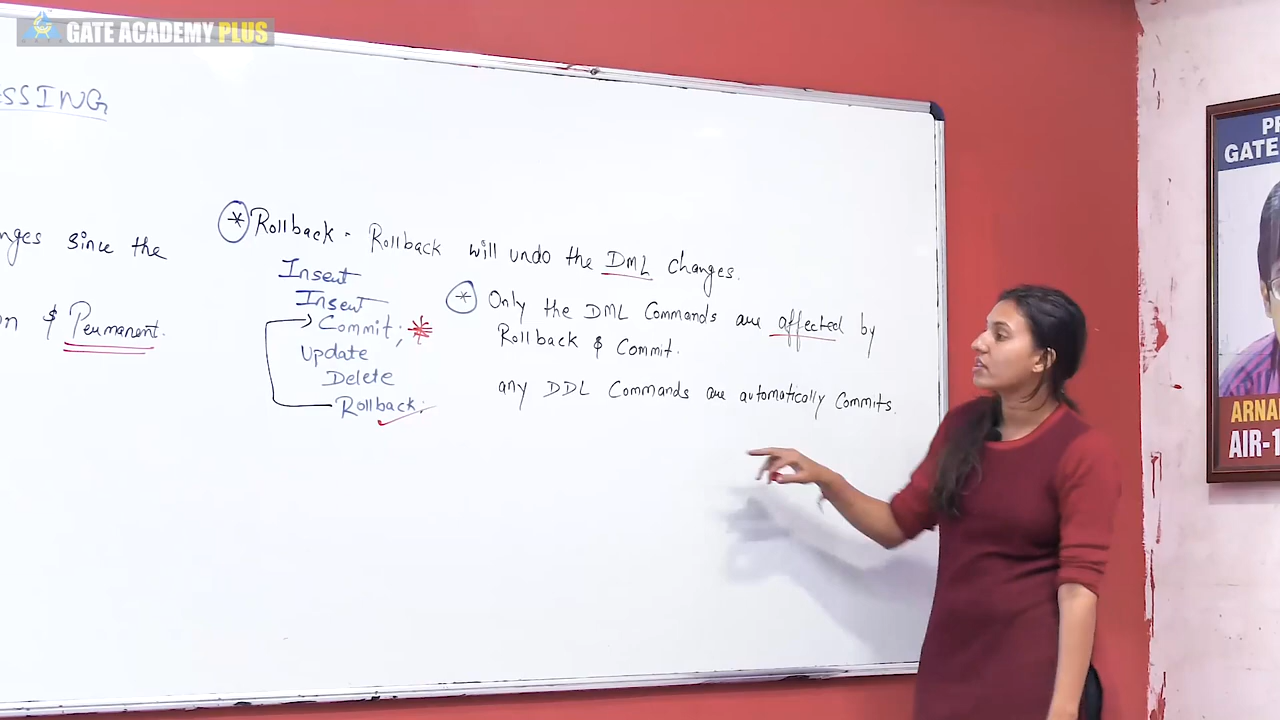 GATE ACADEMY PLUS
SSING
nges since the
n & Permanent.
* Rollback - Rollback will undo the DML changes.
Insert
Insert
Commit;
Update
Delete
Rollback;
* Only the DML Commands are affected by
Rollback & Commit.
any DDL Commands are automatically Commits.
GATE
ARNA
AIR-1